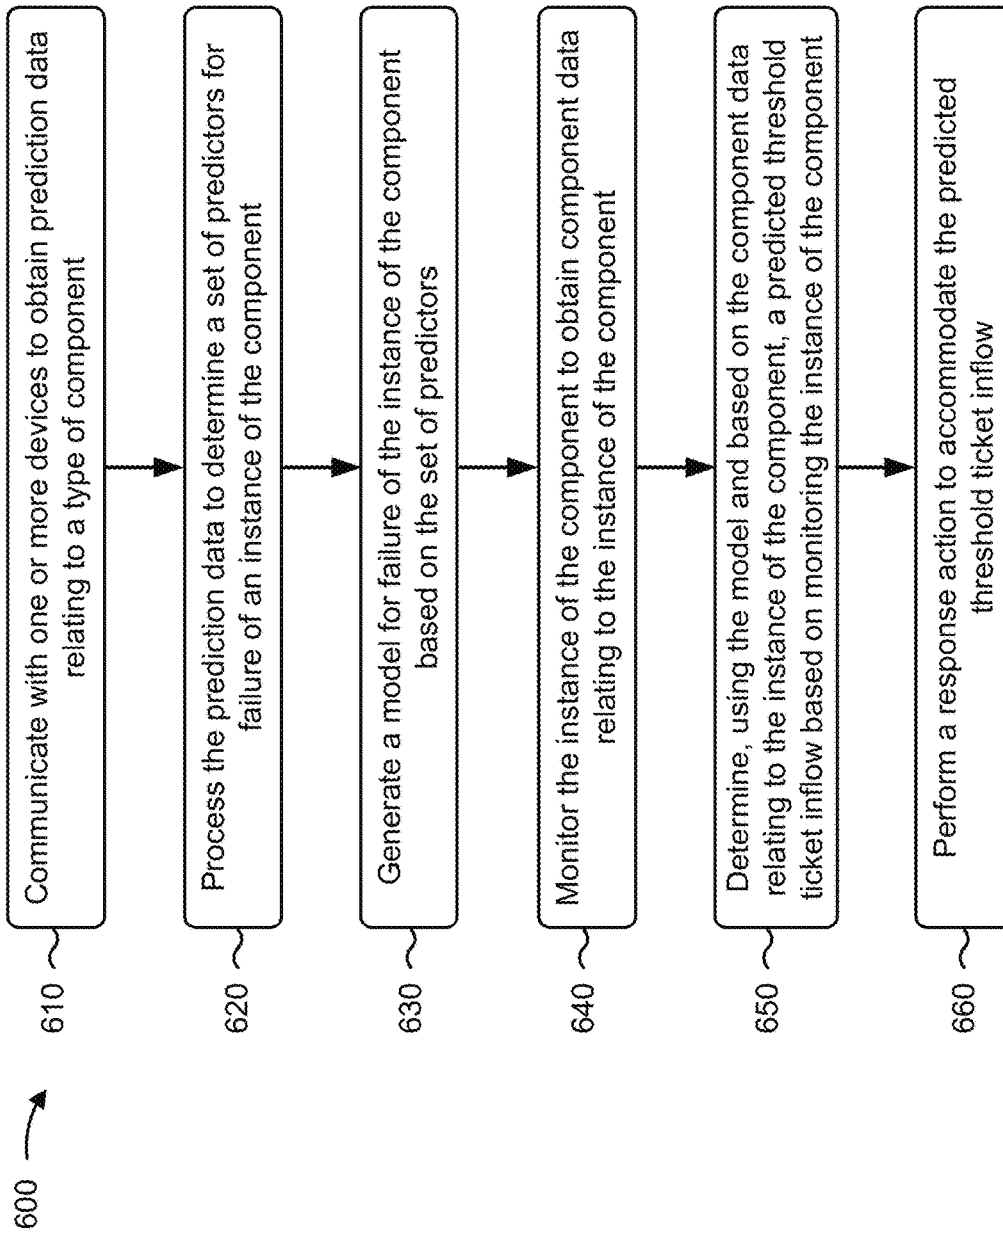 600
610
Communicate with one or more devices to obtain prediction data
relating to a type of component
620
Process the prediction data to determine a set of predictors for
failure of an instance of the component
630
Generate a model for failure of the instance of the component
based on the set of predictors
640
Monitor the instance of the component to obtain component data
relating to the instance of the component
650
Determine, using the model and based on the component data
relating to the instance of the component, a predicted threshold
ticket inflow based on monitoring the instance of the component
660
Perform a response action to accommodate the predicted
threshold ticket inflow